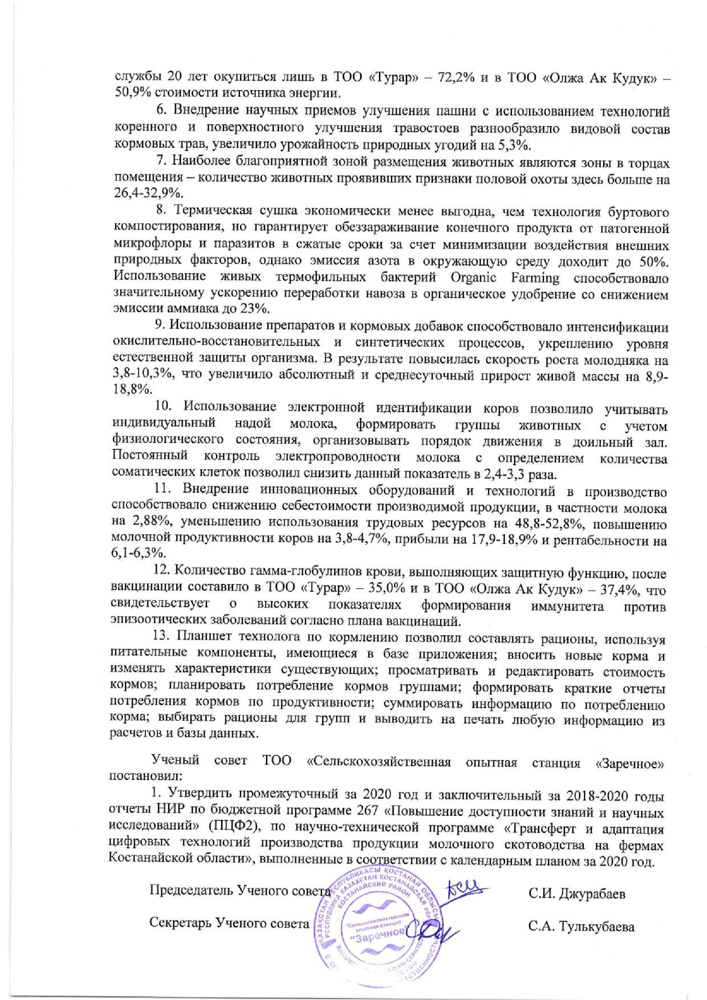 службы 20 лет окупиться лишь в ТОО «Турар» – 72,2% и в ТОО «Олжа Ак Кудук» –
50,9% стоимости источника энергии.
6. Внедрение научных приемов улучшения пашни с использованием технологий
коренного и поверхностного улучшения травостоев разнообразило видовой состав
кормовых трав, увеличило урожайность природных угодий на 5,3%.
7. Наиболее благоприятной зоной размещения животных являются зоны в торцах
помещения – количество животных проявивших признаки половой охоты здесь больше на
26,4-32,9%.
8. Термическая сушка экономически менее выгодна, чем технология буртового
компостирования, но гарантирует обеззараживание конечного продукта от патогенной
микрофлоры и паразитов в сжатые сроки за счет минимизации воздействия внешних
природных факторов, однако эмиссия азота в окружающую среду доходит до 50%.
Использование живых термофильных бактерий Organic Farming способствовало
значительному ускорению переработки навоза в органическое удобрение со снижением
эмиссии аммиака до 23%.
9. Использование препаратов и кормовых добавок способствовало интенсификации
окислительно-восстановительных и синтетических процессов, укреплению уровня
естественной защиты организма. В результате повысилась скорость роста молодняка на
3,8-10,3%, что увеличило абсолютный и среднесуточный прирост живой массы на 8,9-
18,8%.
10. Использование электронной идентификации коров позволило учитывать
индивидуальный надой молока, формировать группы животных с учетом
физиологического состояния, организовывать порядок движения в доильный зал.
Постоянный контроль электропроводности молока с определением количества
соматических клеток позволил снизить данный показатель в 2,4-3,3 раза.
11. Внедрение инновационных оборудований и технологий в производство
способствовало снижению себестоимости производимой продукции, в частности молока
на 2,88%, уменьшению использования трудовых ресурсов на 48,8-52,8%, повышению
молочной продуктивности коров на 3,8-4,7%, прибыли на 17,9-18,9% и рентабельности на
6,1-6,3%.
12. Количество гамма-глобулинов крови, выполняющих защитную функцию, после
вакцинации составило в ТОО «Турар» – 35,0% и в ТОО «Олжа Ак Кудук» – 37,4%, что
свидетельствует о высоких показателях формирования иммунитета против
эпизоотических заболеваний согласно плана вакцинаций.
13. Планшет технолога по кормлению позволил составлять рационы, используя
питательные компоненты, имеющиеся в базе приложения; вносить новые корма и
изменять характеристики существующих; просматривать и редактировать стоимость
кормов; планировать потребление кормов группами; формировать краткие отчеты
потребления кормов по продуктивности; суммировать информацию по потреблению
корма; выбирать рационы для групп и выводить на печать любую информацию из
расчетов и базы данных.
Ученый совет ТОО «Сельскохозяйственная опытная станция «Заречное»
постановил:
1. Утвердить промежуточный за 2020 год и заключительный за 2018-2020 годы
отчеты НИР по бюджетной программе 267 «Повышение доступности знаний и научных
исследований» (ПЦФ2), по научно-технической программе «Трансферт и адаптация
цифровых технологий производства продукции молочного скотоводства на фермах
Костанайской области», выполненные в соответствии с календарным планом за 2020 год.
Председатель Ученого совета С.И. Джурабаев
Секретарь Ученого совета С.А. Тулькубаева
ҚАЗАҚСТАН РЕСПУБЛИКАСЫ ҚОСТАНАЙ ОБЛЫСЫ
РЕСПУБЛИКА КАЗАХСТАН КОСТАНАЙСКАЯ обл
КОСТАНАЙСКИЙ РАЙОН
"Сельскохозяйственная
опытная станция
"Заречное"